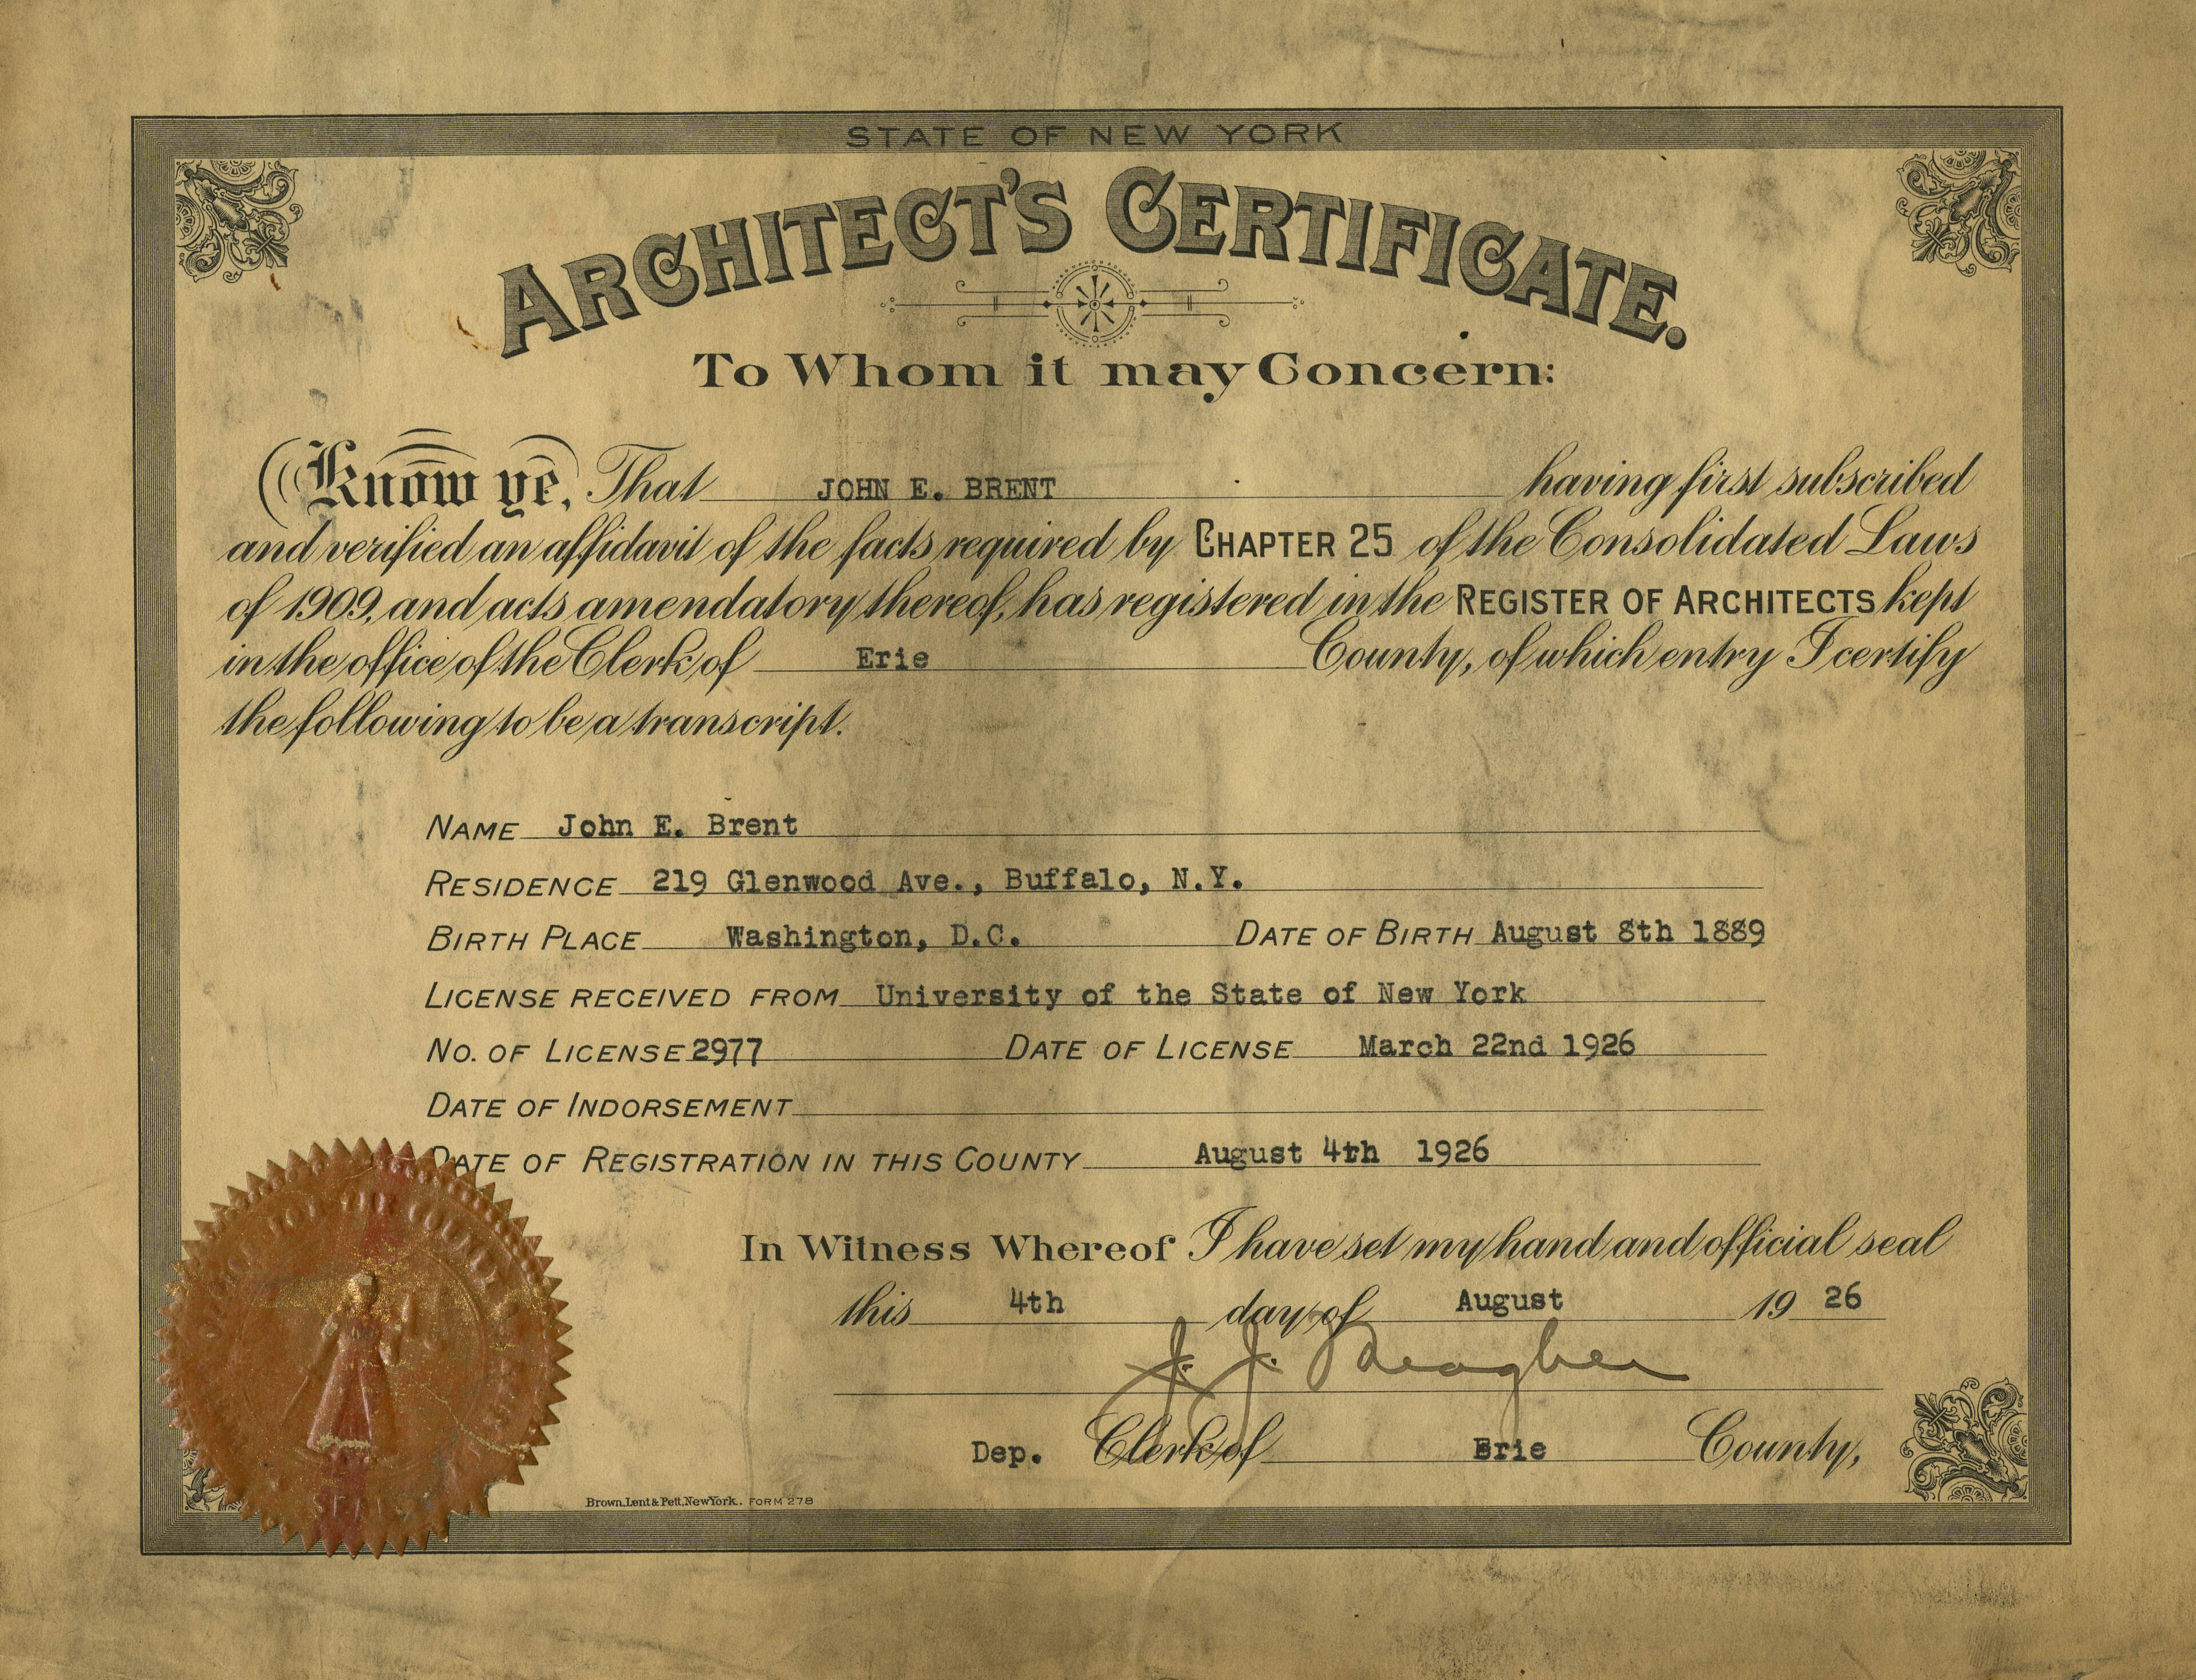 STATE OF NEW YORK
ARCHITECT'S CERTIFICATE.
To Whom it may Concern:
Know ye, That JOHN E. BRENT having first subscribed
and verified an affidavit of the facts required by CHAPTER 25 of the Consolidated Laws
of 1909, and acts amendatory thereof, has registered in the REGISTER OF ARCHITECTS kept
in the office of the Clerk of Erie County, of which entry I certify
the following to be a transcript.
NAME John E. Brent
RESIDENCE 219 Glenwood Ave., Buffalo, N.Y.
BIRTH PLACE Washington, D.C. DATE OF BIRTH August 8th 1889
LICENSE RECEIVED FROM University of the State of New York
NO. OF LICENSE 2977 DATE OF LICENSE March 22nd 1926
DATE OF INDORSEMENT
DATE OF REGISTRATION IN THIS COUNTY August 4th 1926
In Witness Whereof I have set my hand and official seal
this 4th day of August 19 26
J. J. Meagher
Dep. Clerk of Erie County,
Brown, Lent & Pett, New York. FORM 278
SEAL